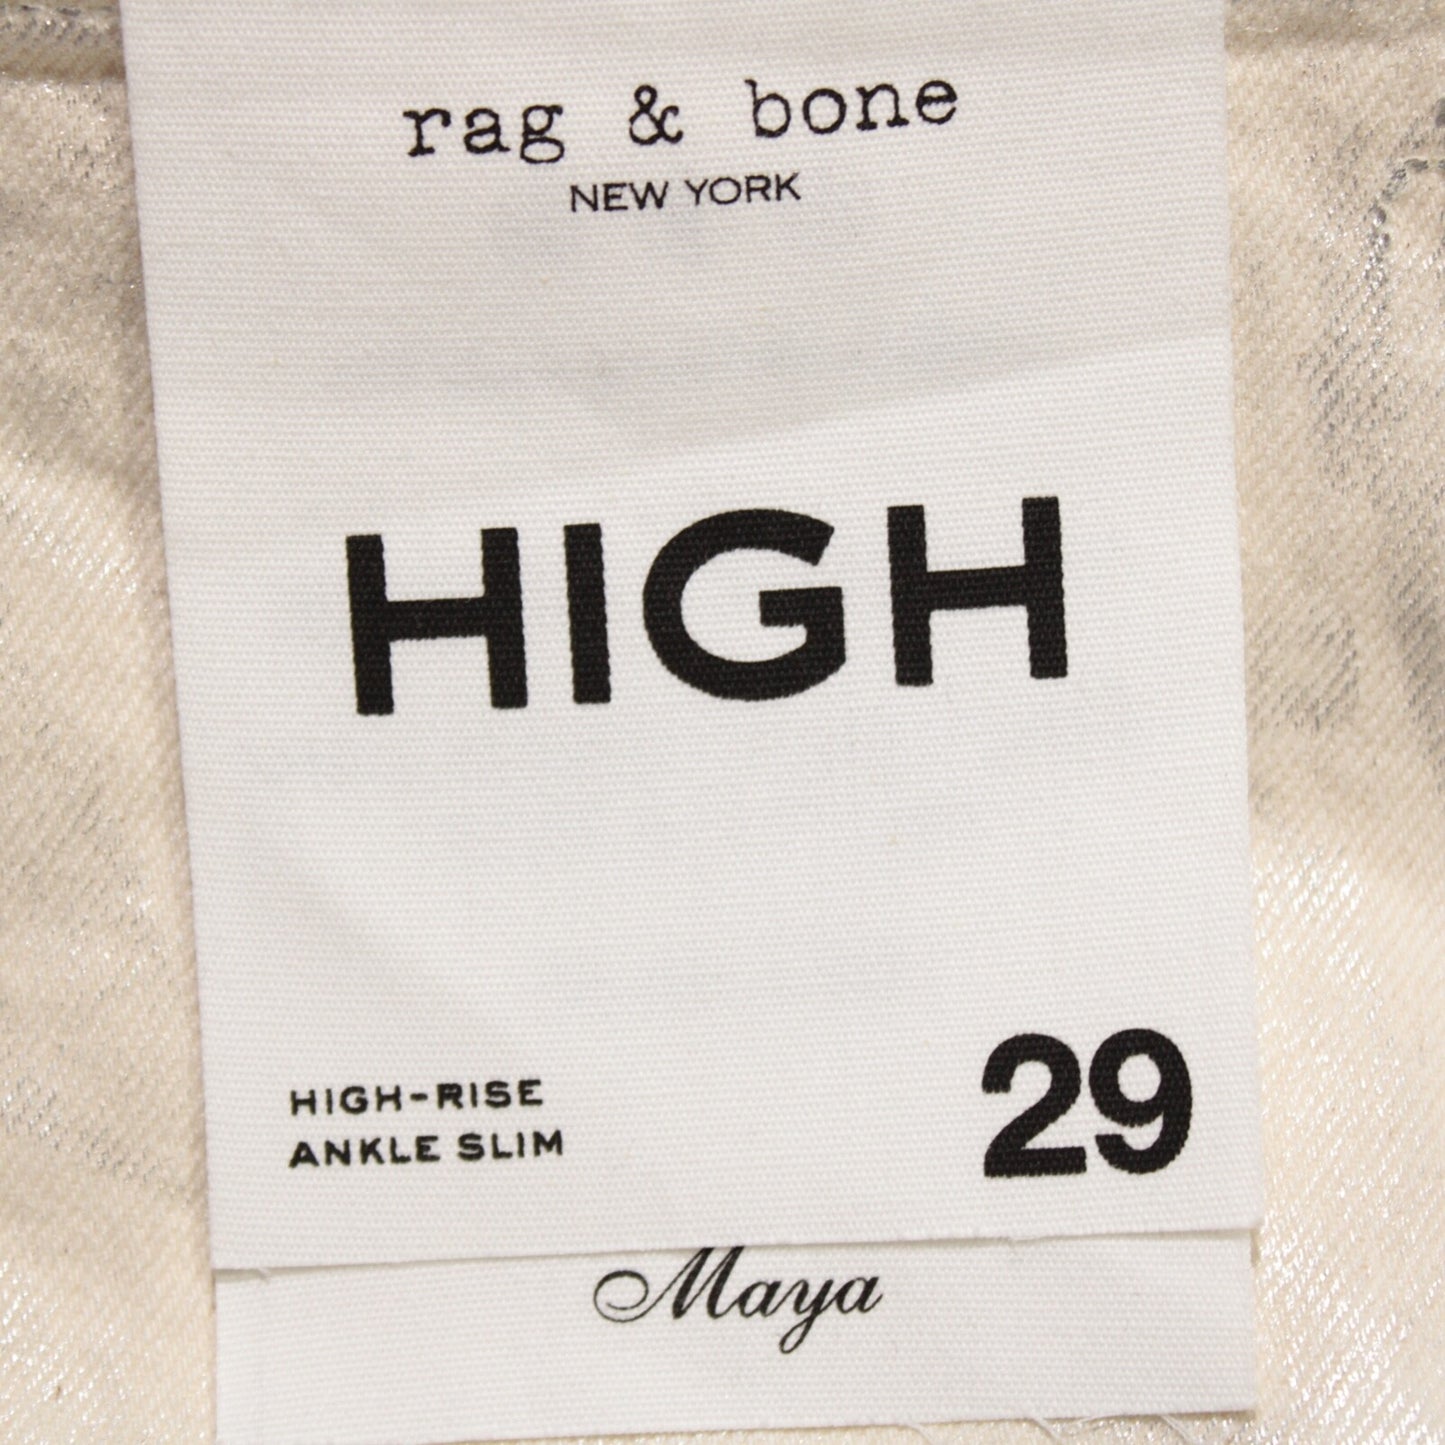 rag & bone
NEW YORK
HIGH
HIGH-RISE
ANKLE SLIM
29
Maya